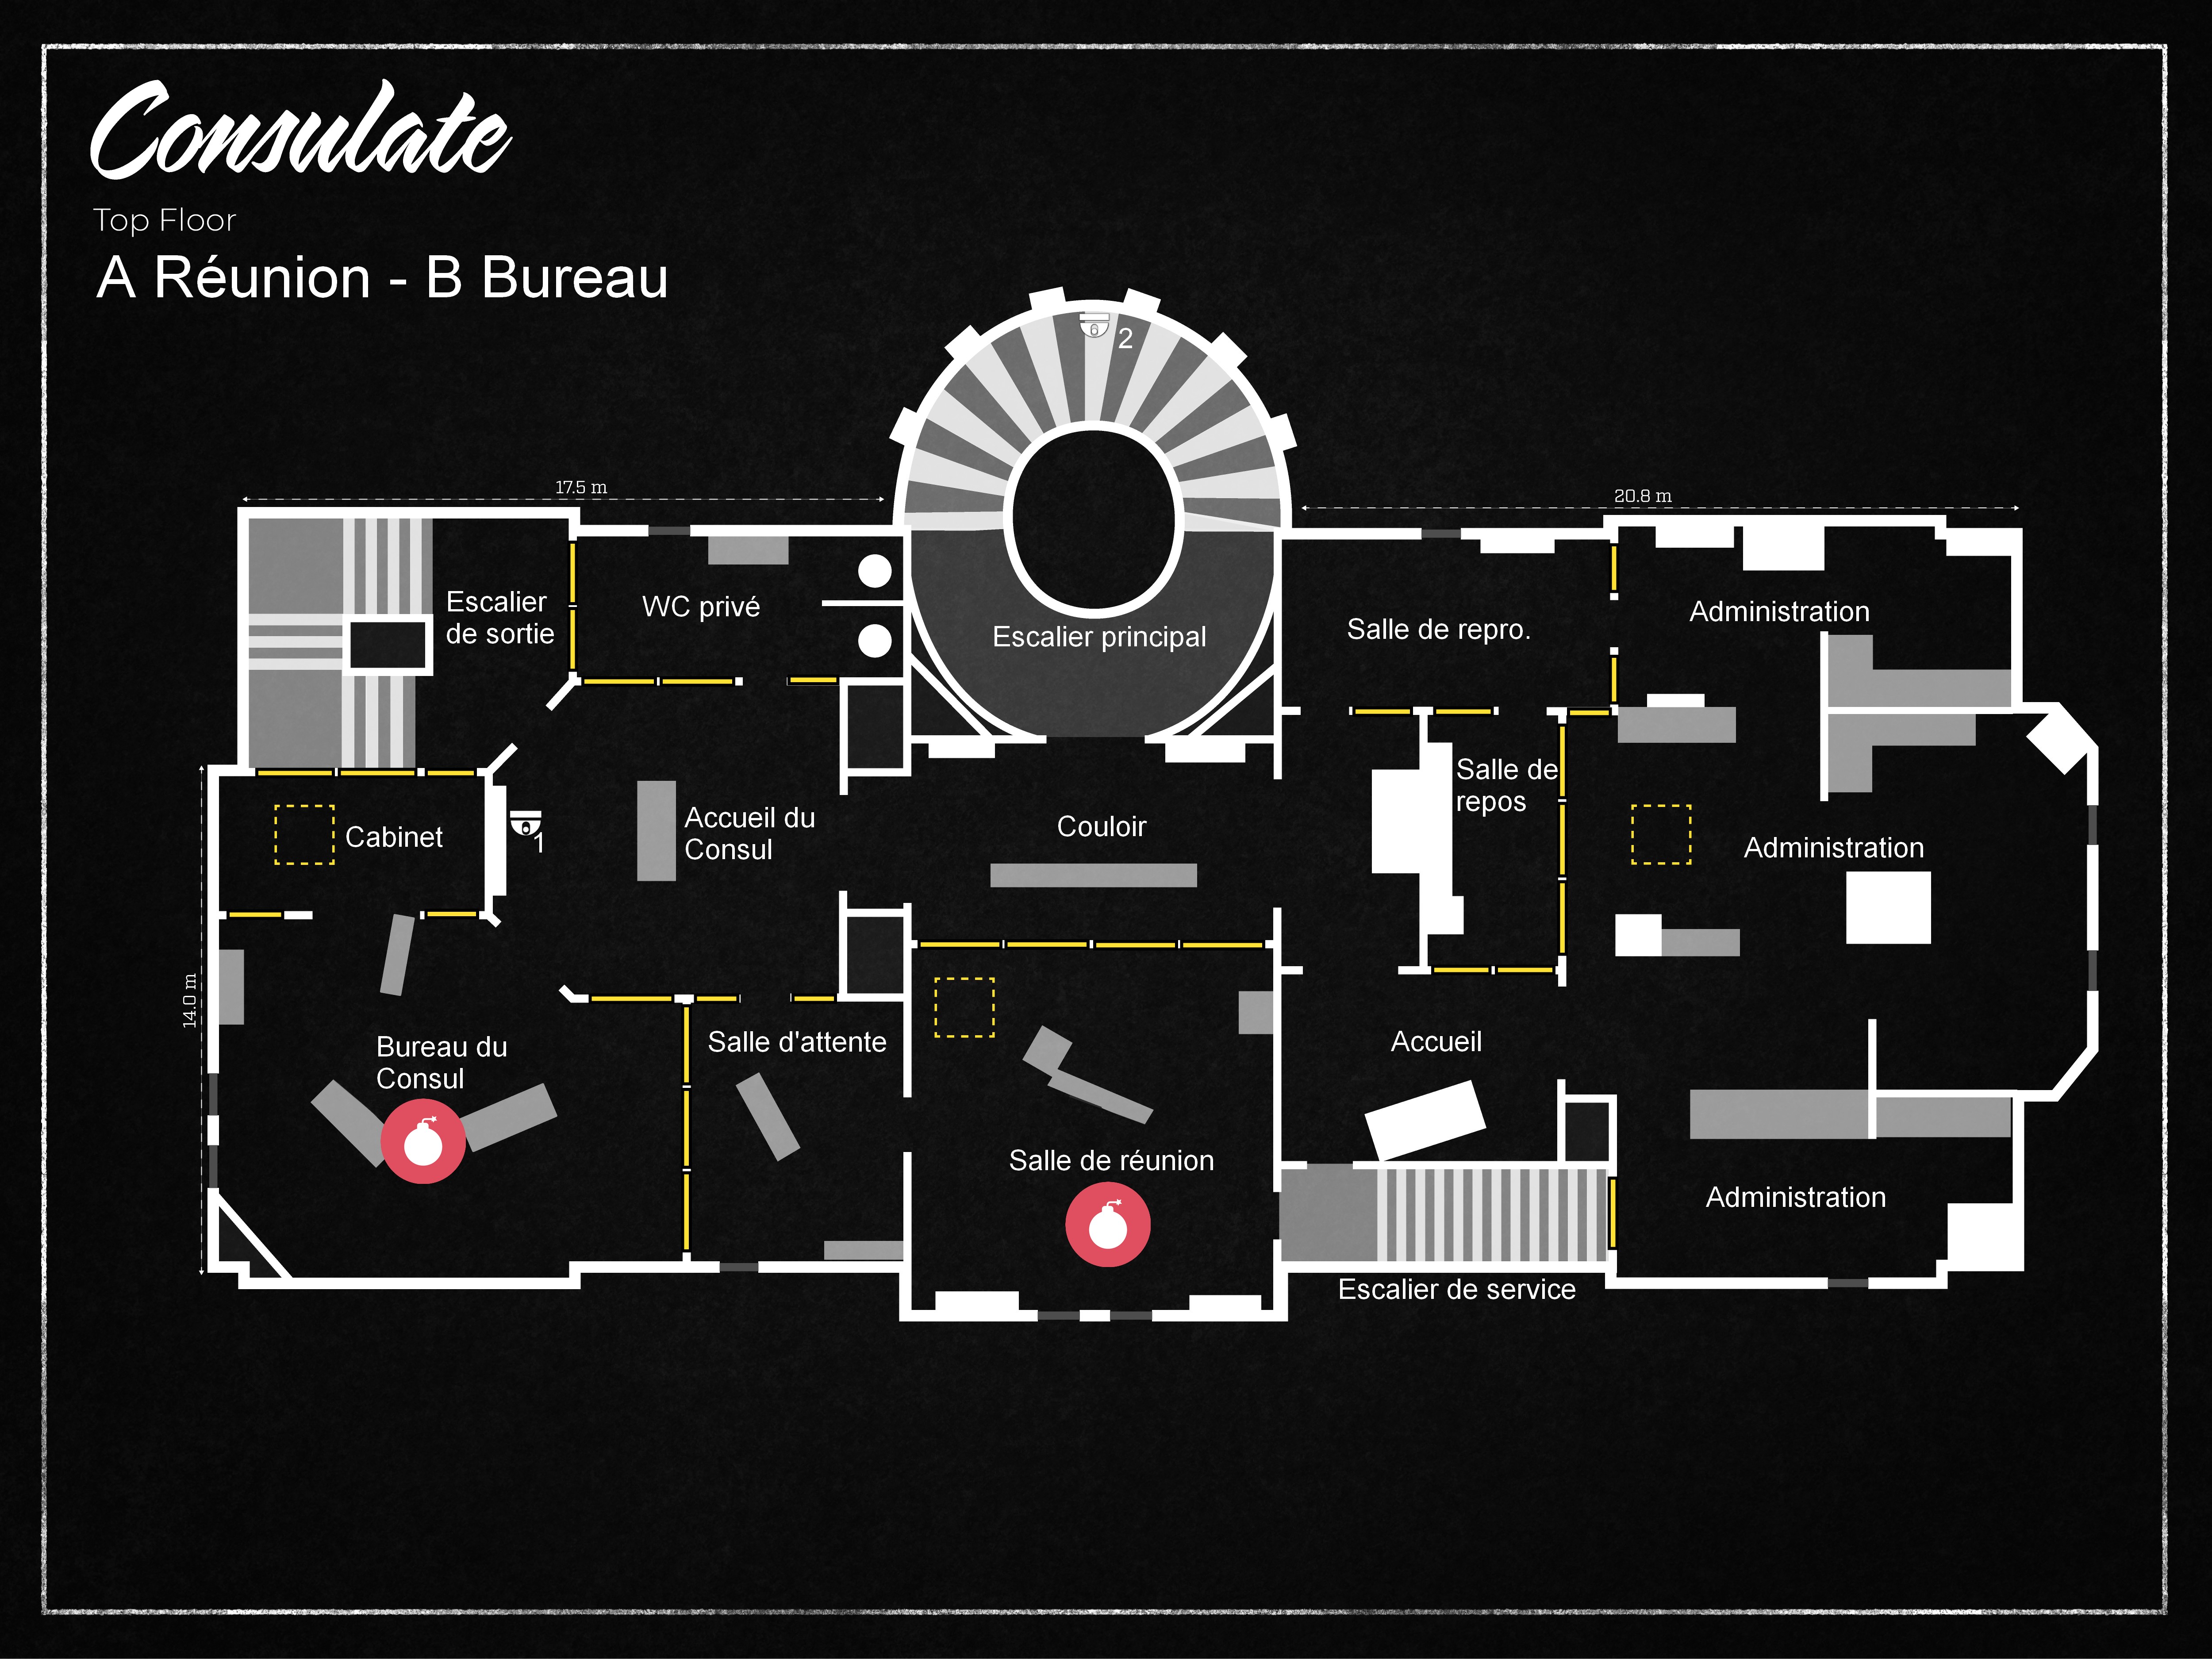 Consulate
Top Floor
A Réunion - B Bureau
6
2
17.5 m
20.8 m
Escalier
de sortie
WC privé
Escalier principal
Salle de repro.
Administration
Cabinet
1
Accueil du
Consul
Couloir
Salle de
repos
Administration
14.0 m
Bureau du
Consul
Salle d'attente
Salle de réunion
Accueil
Administration
Escalier de service